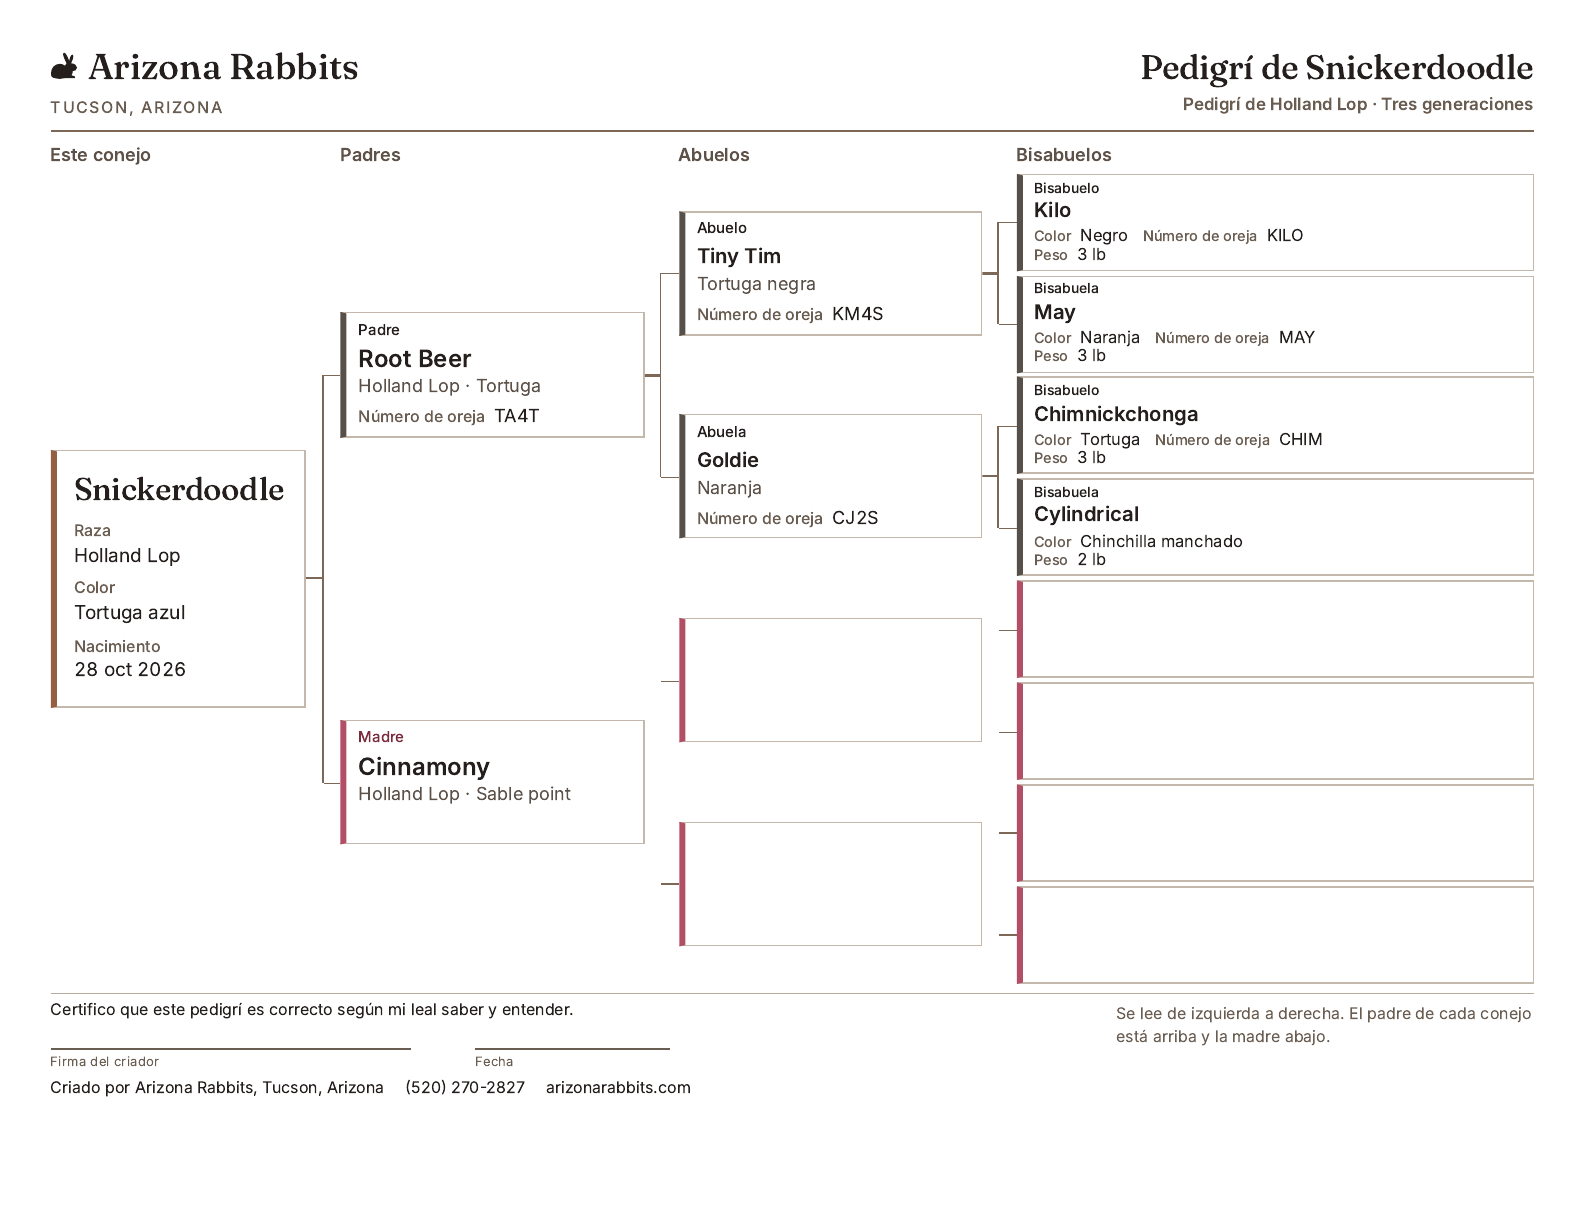 Arizona Rabbits
TUCSON, ARIZONA
Pedigrí de Snickerdoodle
Pedigrí de Holland Lop · Tres generaciones
Este conejo
Padres
Abuelos
Bisabuelos
Snickerdoodle
Raza
Holland Lop
Color
Tortuga azul
Nacimiento
28 oct 2026
Padre
Root Beer
Holland Lop · Tortuga
Número de oreja TA4T
Madre
Cinnamony
Holland Lop · Sable point
Abuelo
Tiny Tim
Tortuga negra
Número de oreja KM4S
Abuela
Goldie
Naranja
Número de oreja CJ2S
Bisabuelo
Kilo
Color Negro Número de oreja KILO
Peso 3 lb
Bisabuela
May
Color Naranja Número de oreja MAY
Peso 3 lb
Bisabuelo
Chimnickchonga
Color Tortuga Número de oreja CHIM
Peso 3 lb
Bisabuela
Cylindrical
Color Chinchilla manchado
Peso 2 lb
Certifico que este pedigrí es correcto según mi leal saber y entender.
Firma del criador
Fecha
Criado por Arizona Rabbits, Tucson, Arizona (520) 270-2827 arizonarabbits.com
Se lee de izquierda a derecha. El padre de cada conejo
está arriba y la madre abajo.